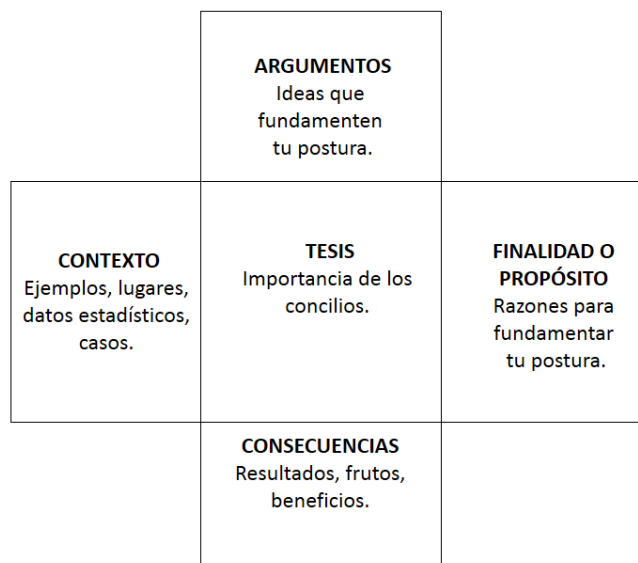 ARGUMENTOS
Ideas que
fundamenten
tu postura.
CONTEXTO
Ejemplos, lugares,
datos estadísticos,
casos.
TESIS
Importancia de los
concilios.
FINALIDAD O
PROPÓSITO
Razones para
fundamentar
tu postura.
CONSECUENCIAS
Resultados, frutos,
beneficios.